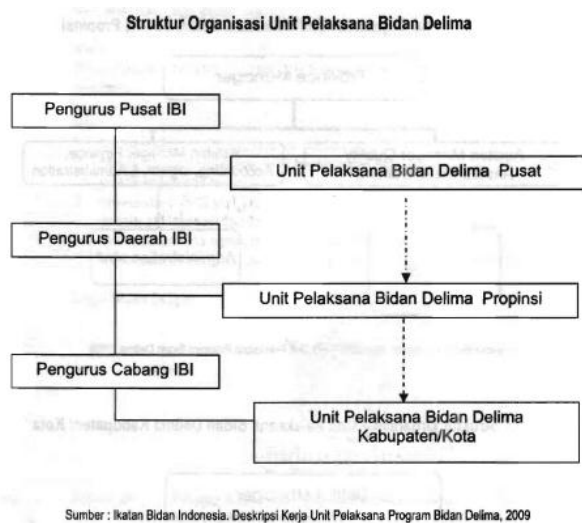 Struktur Organisasi Unit Pelaksana Bidan Delima
Pengurus Pusat IBI
Unit Pelaksana Bidan Delima Pusat
Pengurus Daerah IBI
Unit Pelaksana Bidan Delima Propinsi
Pengurus Cabang IBI
Unit Pelaksana Bidan Delima
Kabupaten/Kota
Sumber : Ikatan Bidan Indonesia. Deskripsi Kerja Unit Pelaksana Program Bidan Delima, 2009